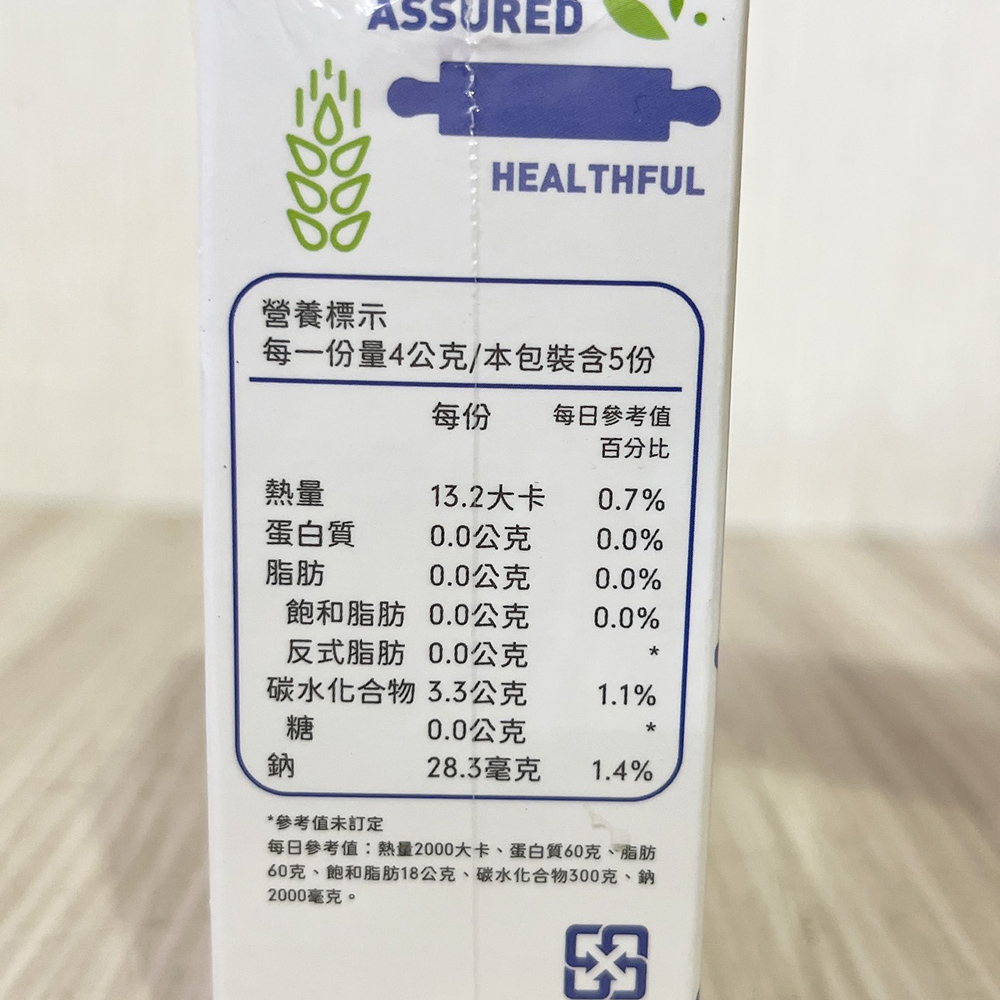 ASSURED
HEALTHFUL
營養標示
每一份量4公克/本包裝含5份
每份 每日參考值
百分比
熱量 13.2大卡 0.7%
蛋白質 0.0公克 0.0%
脂肪 0.0公克 0.0%
飽和脂肪 0.0公克 0.0%
反式脂肪 0.0公克 *
碳水化合物 3.3公克 1.1%
糖 0.0公克 *
鈉 28.3毫克 1.4%
*參考值未訂定
每日參考值：熱量2000大卡、蛋白質60克、脂肪
60克、飽和脂肪18公克、碳水化合物300克、鈉
2000毫克。